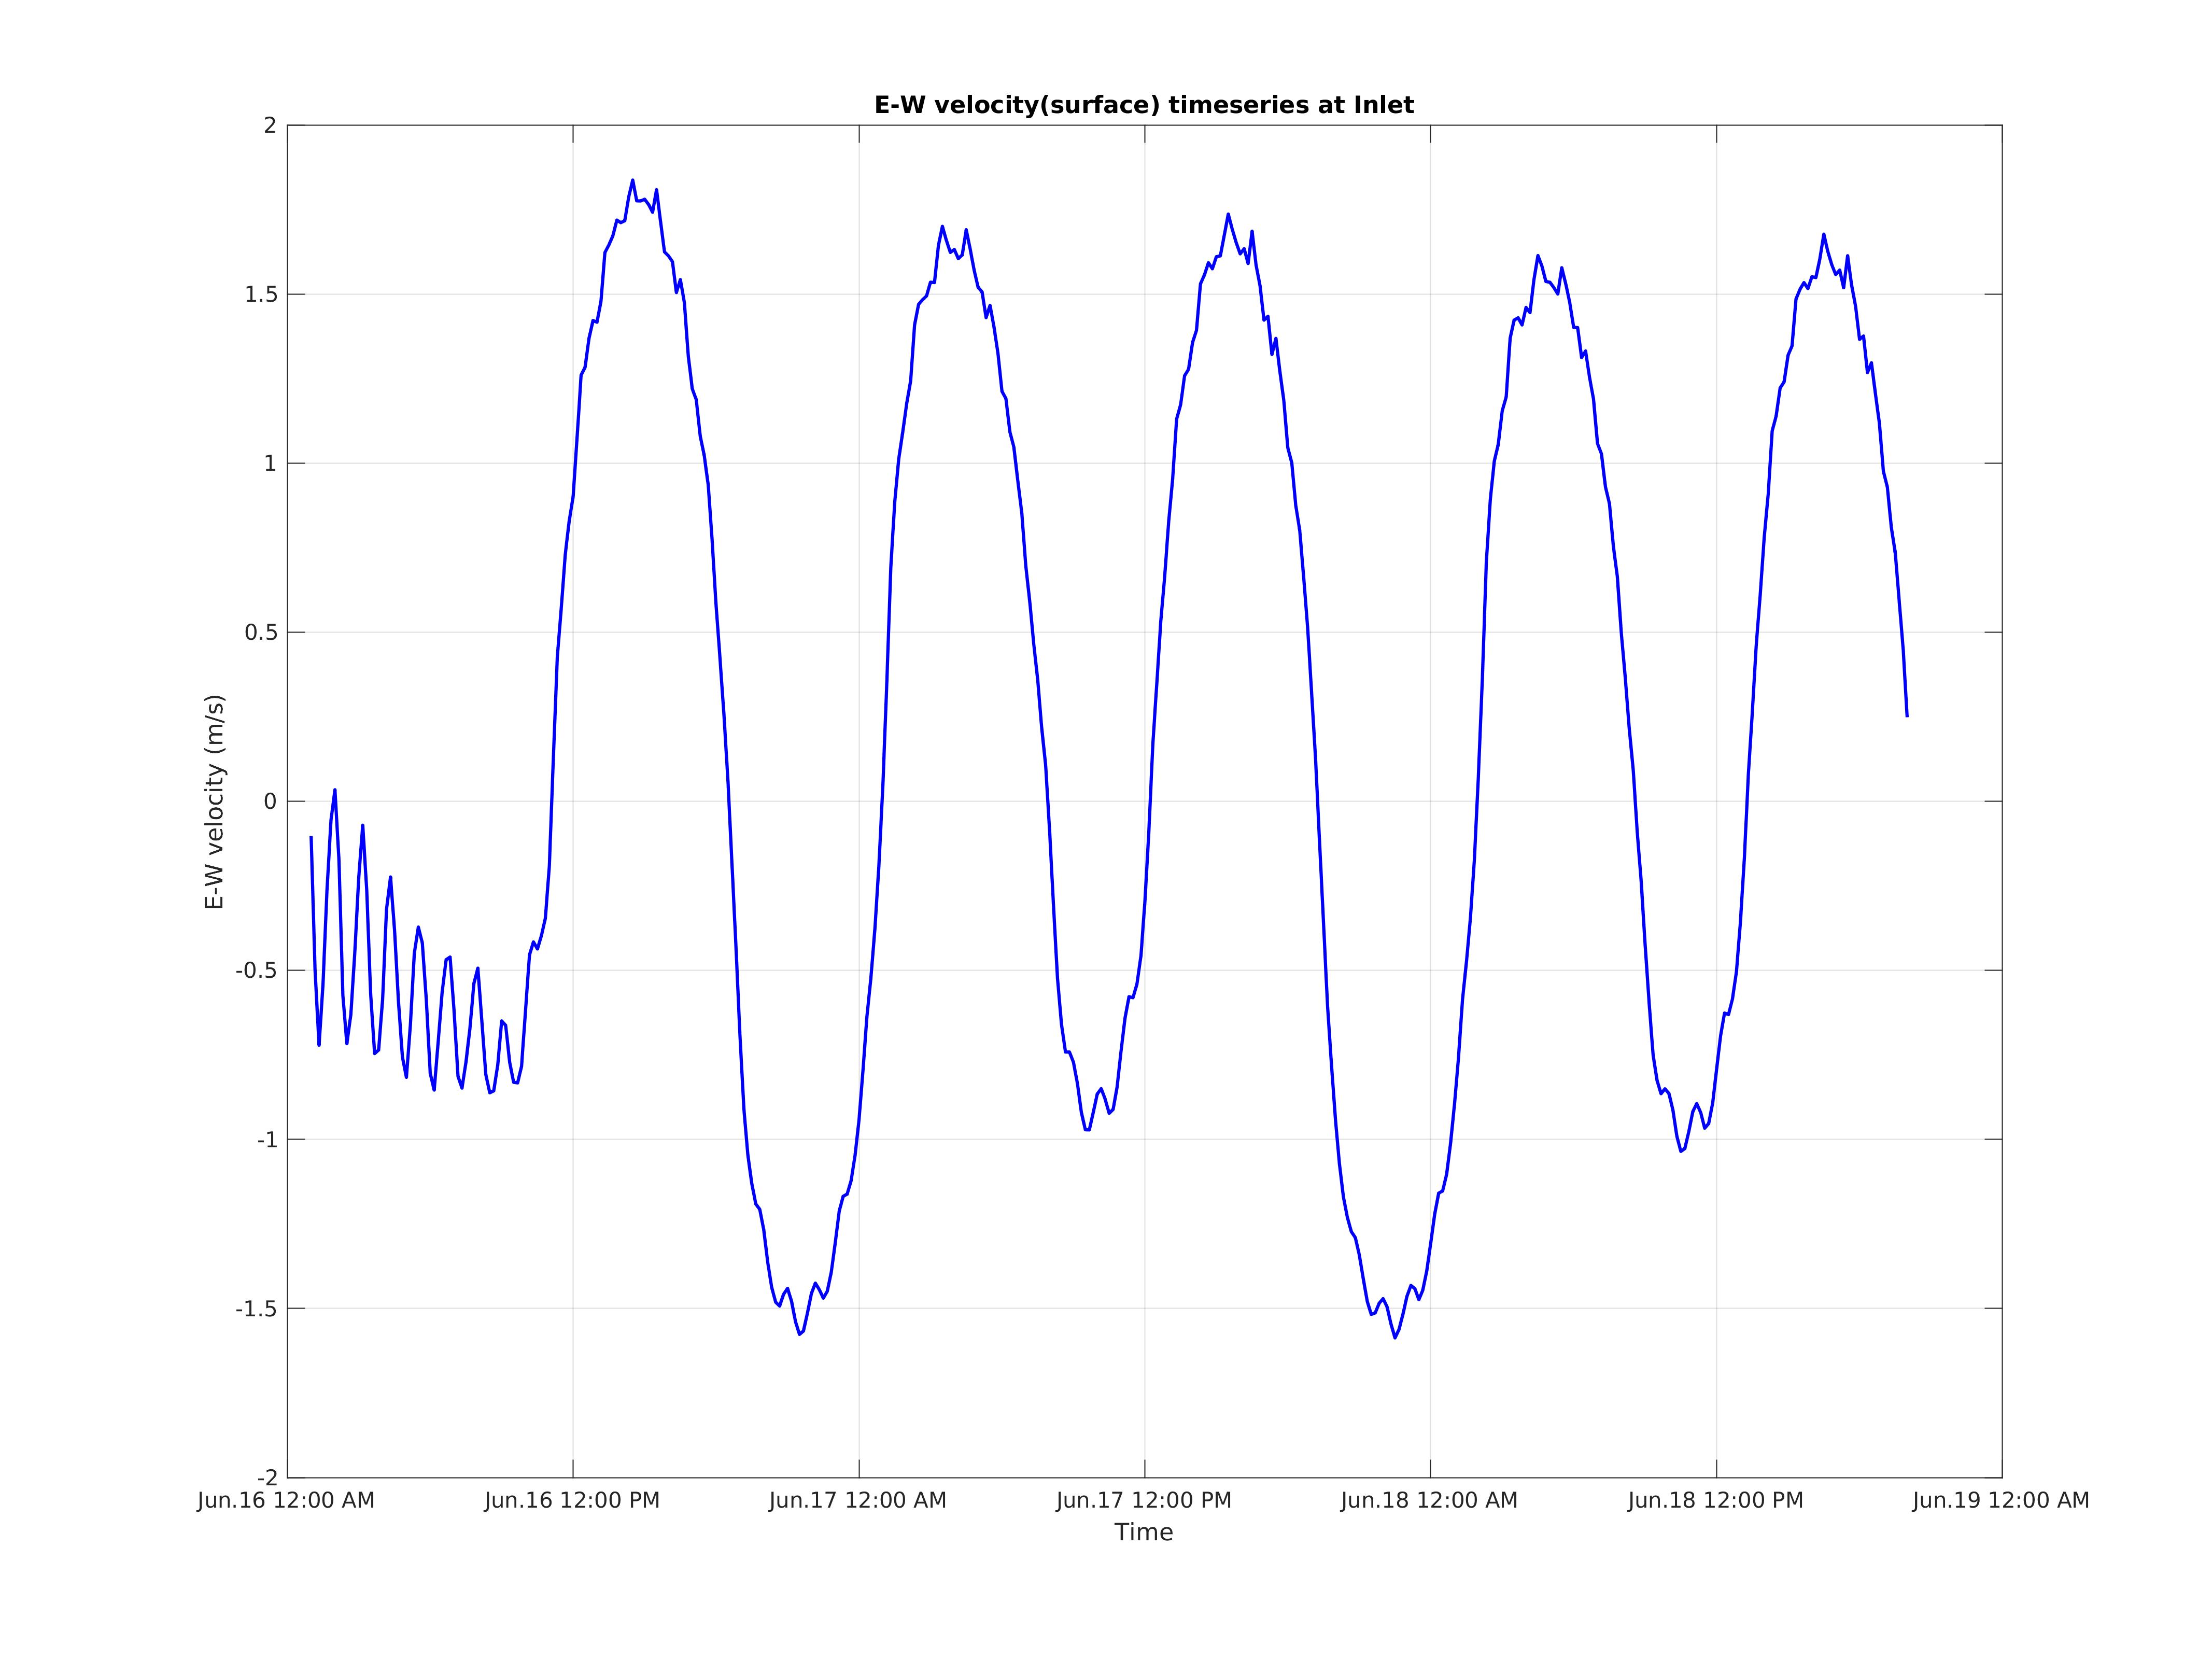 E-W velocity(surface) timeseries at Inlet
2
1.5
1
0.5
0
-0.5
-1
-1.5
-2
E-W velocity (m/s)
Jun.16 12:00 AM Jun.16 12:00 PM Jun.17 12:00 AM Jun.17 12:00 PM Jun.18 12:00 AM Jun.18 12:00 PM Jun.19 12:00 AM
Time